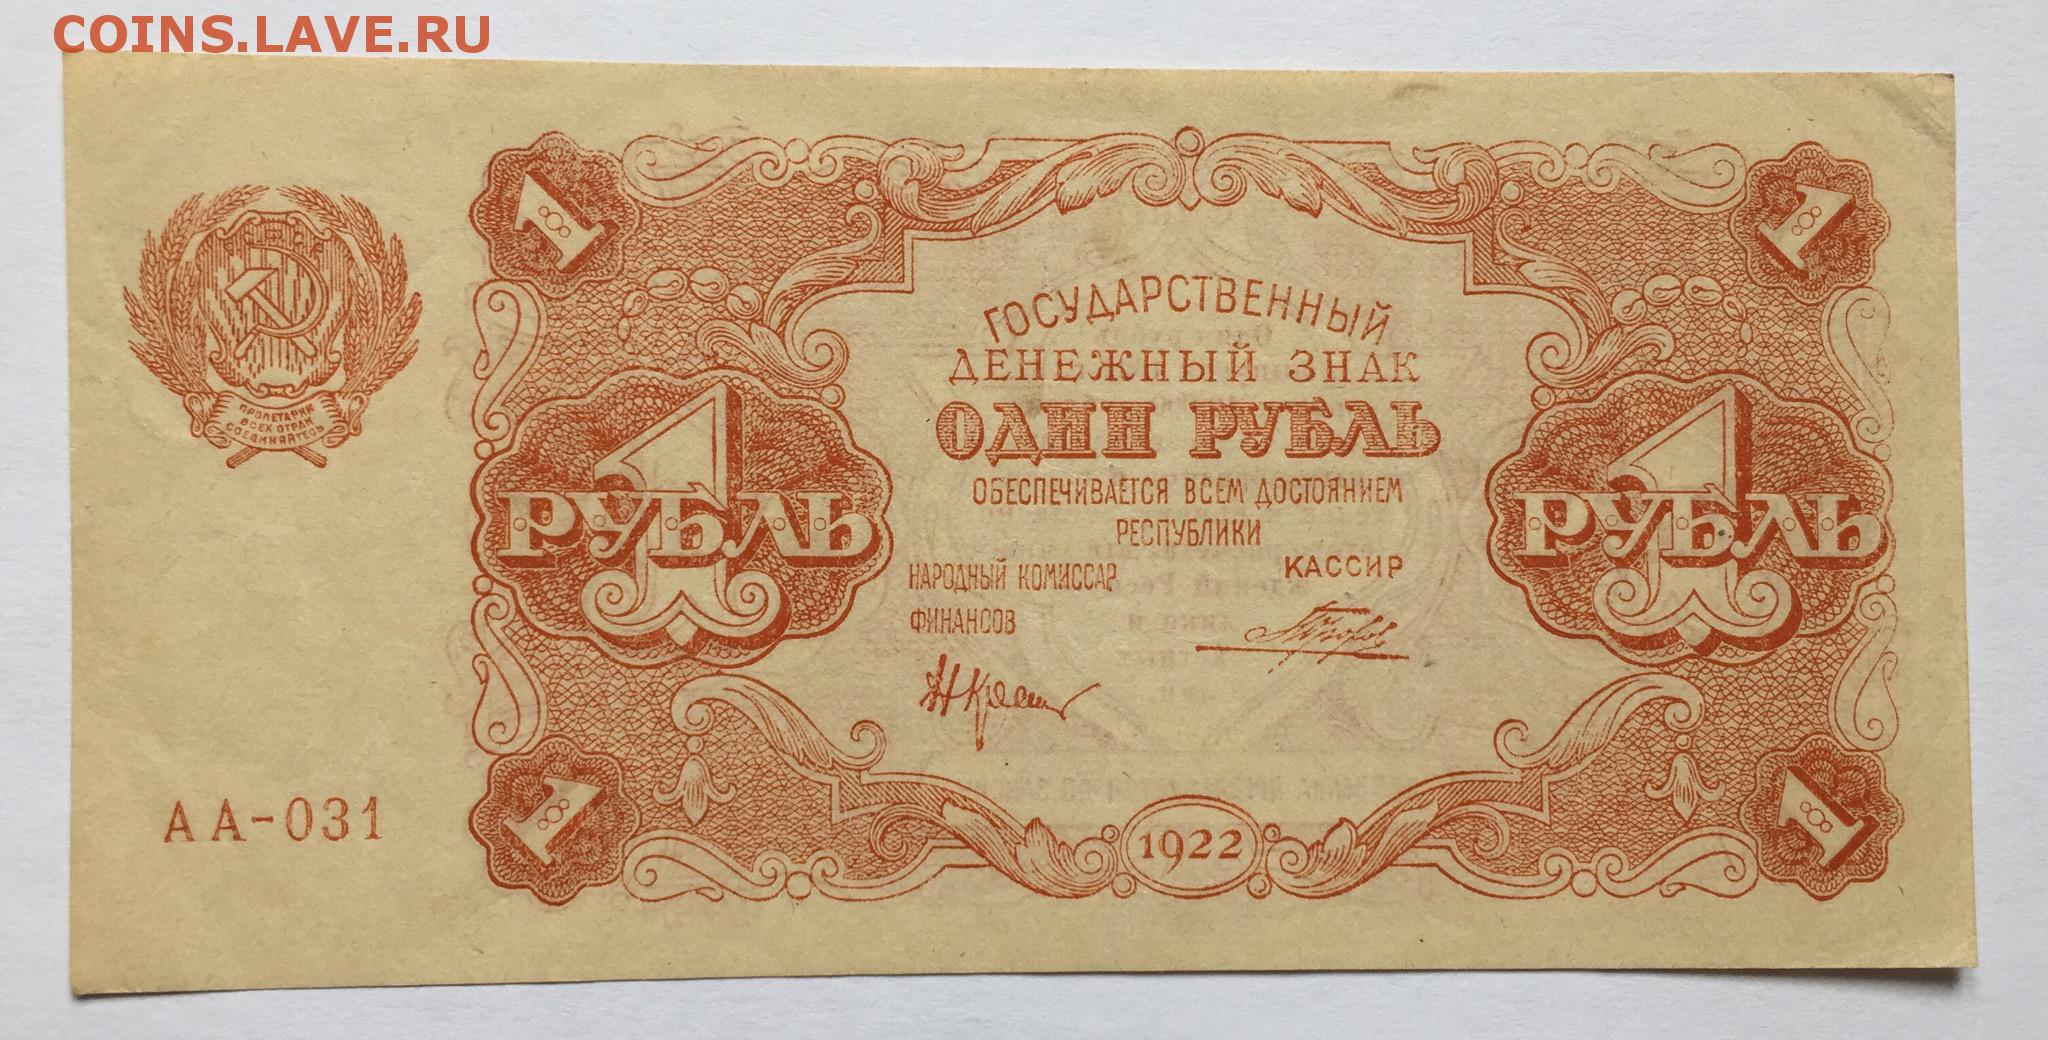 COINS.LAVE.RU
1
1
ГОСУДАРСТВЕННЫЙ
ДЕНЕЖНЫЙ ЗНАК
ОДИН РУБЛЬ
ОБЕСПЕЧИВАЕТСЯ ВСЕМ ДОСТОЯНИЕМ
РЕСПУБЛИКИ
НАРОДНЫЙ КОМИССАР
ФИНАНСОВ
КАССИР
1 РУБЛЬ
1 РУБЛЬ
ПРОЛЕТАРИИ
ВСЕХ СТРАН
СОЕДИНЯЙТЕСЬ
АА-031
1
1922
1